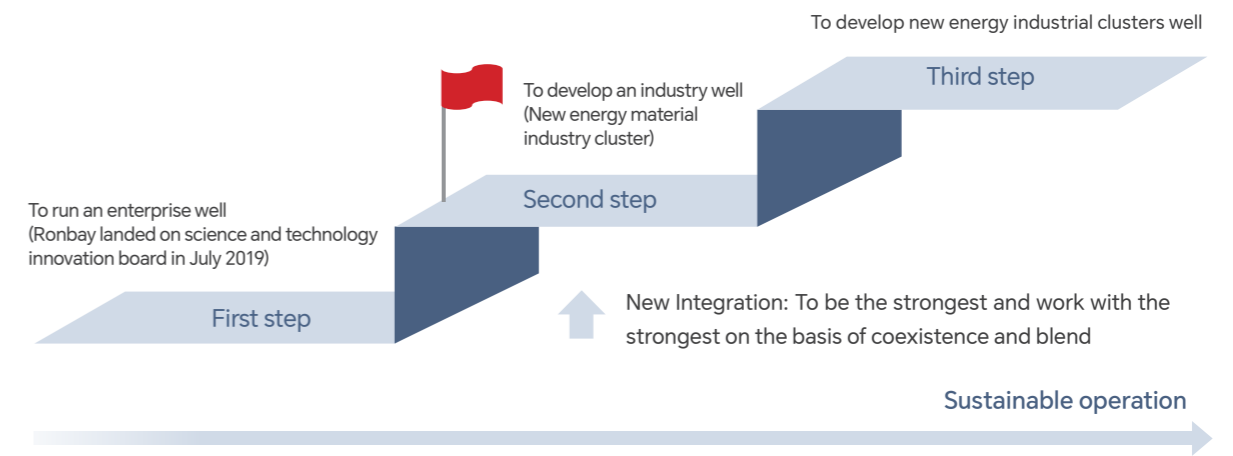 To develop new energy industrial clusters well
Third step
To develop an industry well
(New energy material
industry cluster)
Second step
To run an enterprise well
(Ronbay landed on science and technology
innovation board in July 2019)
First step
New Integration: To be the strongest and work with the
strongest on the basis of coexistence and blend
Sustainable operation